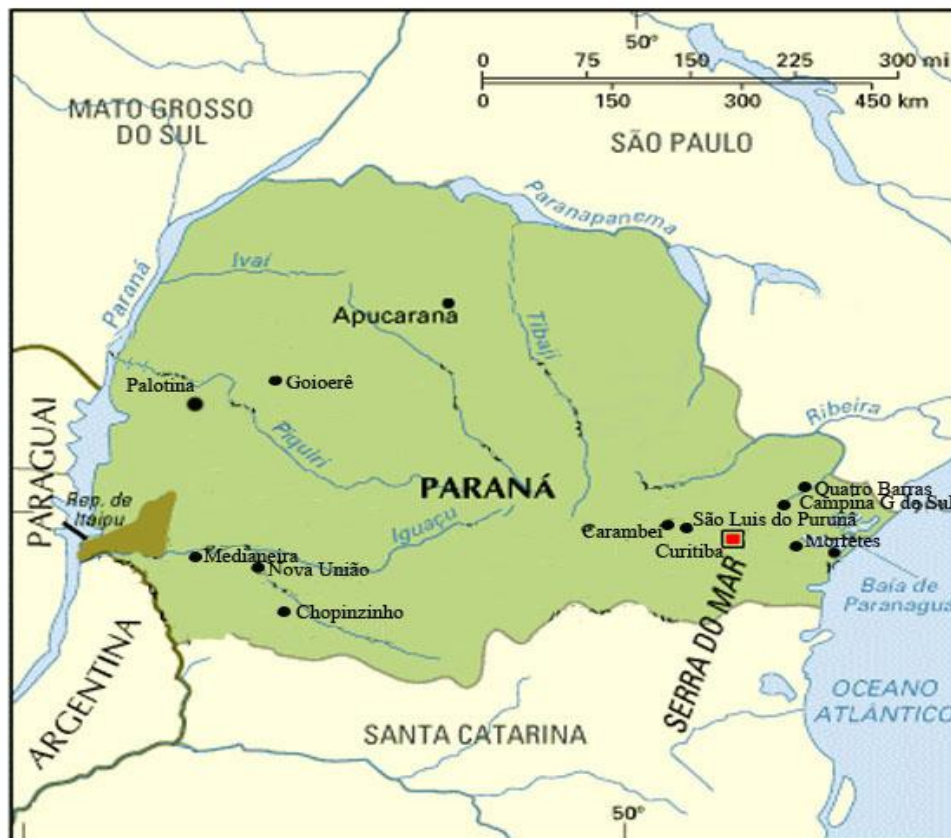 50°
0 75 150 225 300 mi
0 150 300 450 km
MATO GROSSO
DO SUL
SÃO PAULO
Paranapanema
Paraná
Ivaí
Apucarana
Tibaji
Palotina
Goioerê
Ribeira
Piquiri
PARAGUAI
Rep. de
Itaipu
PARANÁ
Quatro Barras
Campina G do Sul
Iguaçu
Carambei
São Luis do Purunã
Curitiba
Morretes
Medianeira
Nova União
Baía de
Paranaguá
Chopinzinho
SERRA DO MAR
ARGENTINA
OCEANO
ATLÂNTICO
SANTA CATARINA
50°